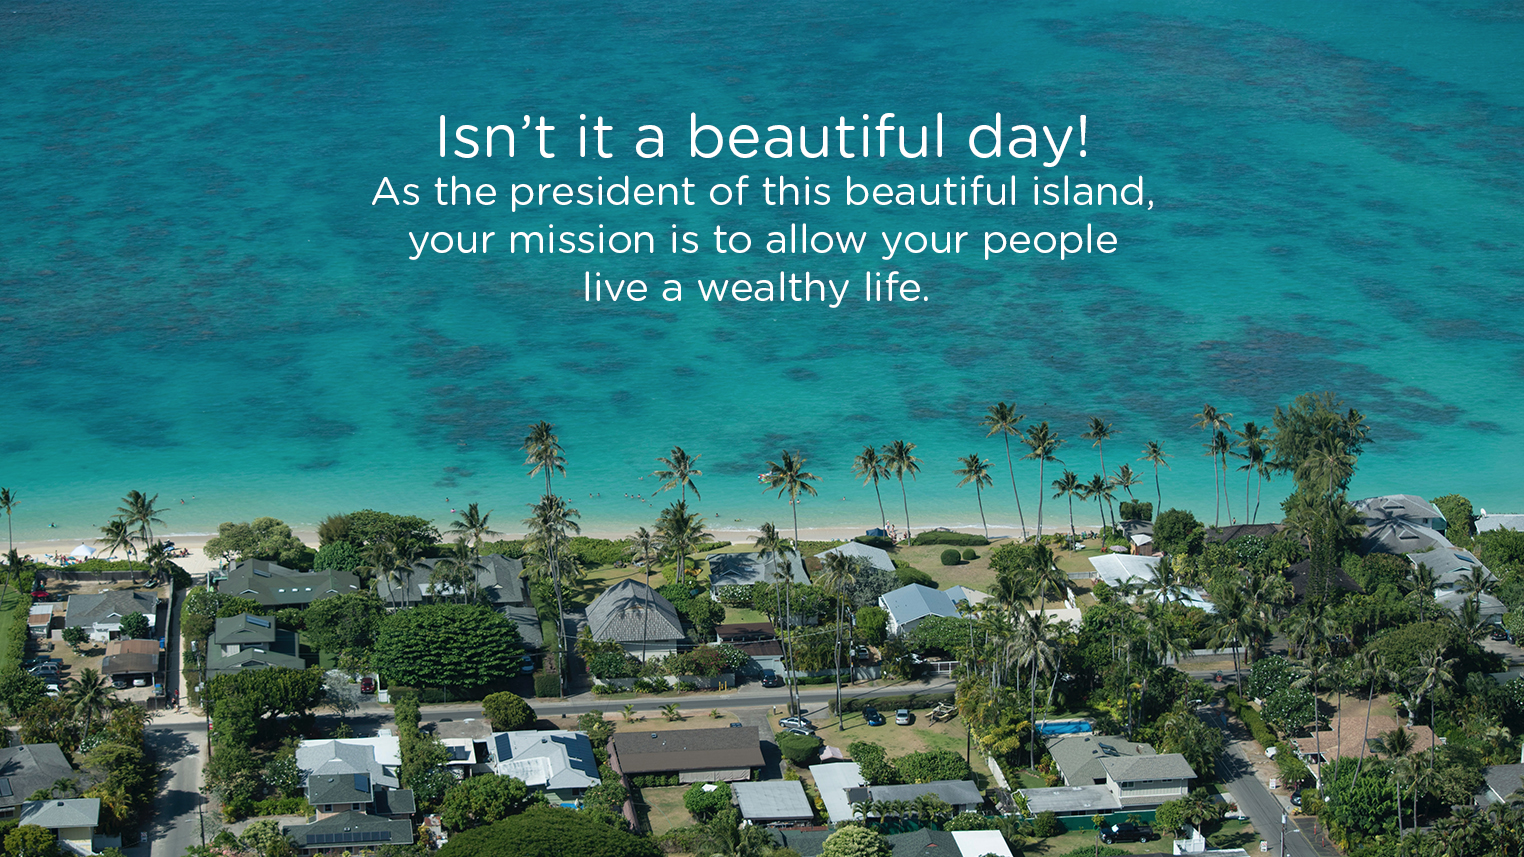 Isn’t it a beautiful day!
As the president of this beautiful island,
your mission is to allow your people
live a wealthy life.